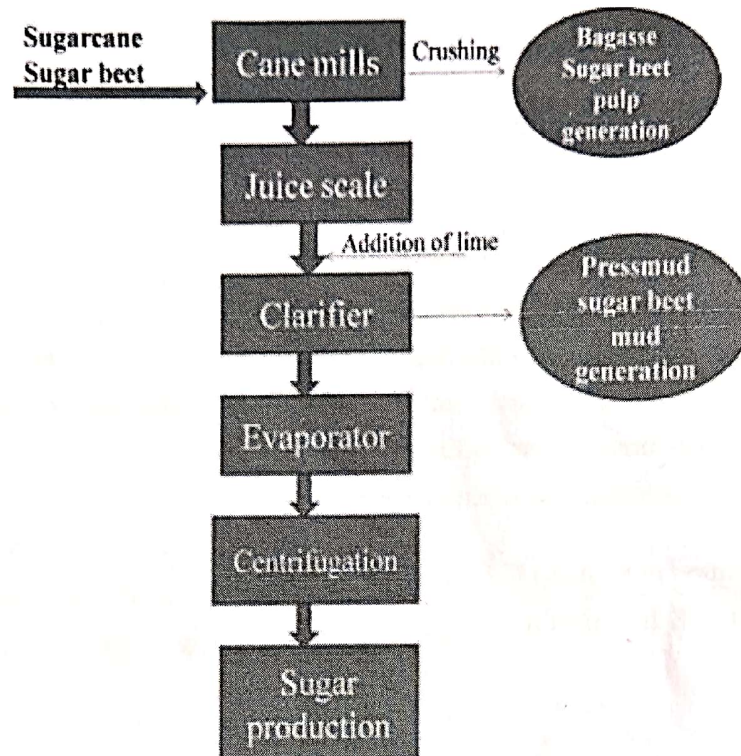 Sugarcane
Sugar beet
Cane mills
Crushing
Bagasse
Sugar beet
pulp
generation
Juice scale
Addition of lime
Clarifier
Pressmud
sugar beet
mud
generation
Evaporator
Centrifugation
Sugar
production